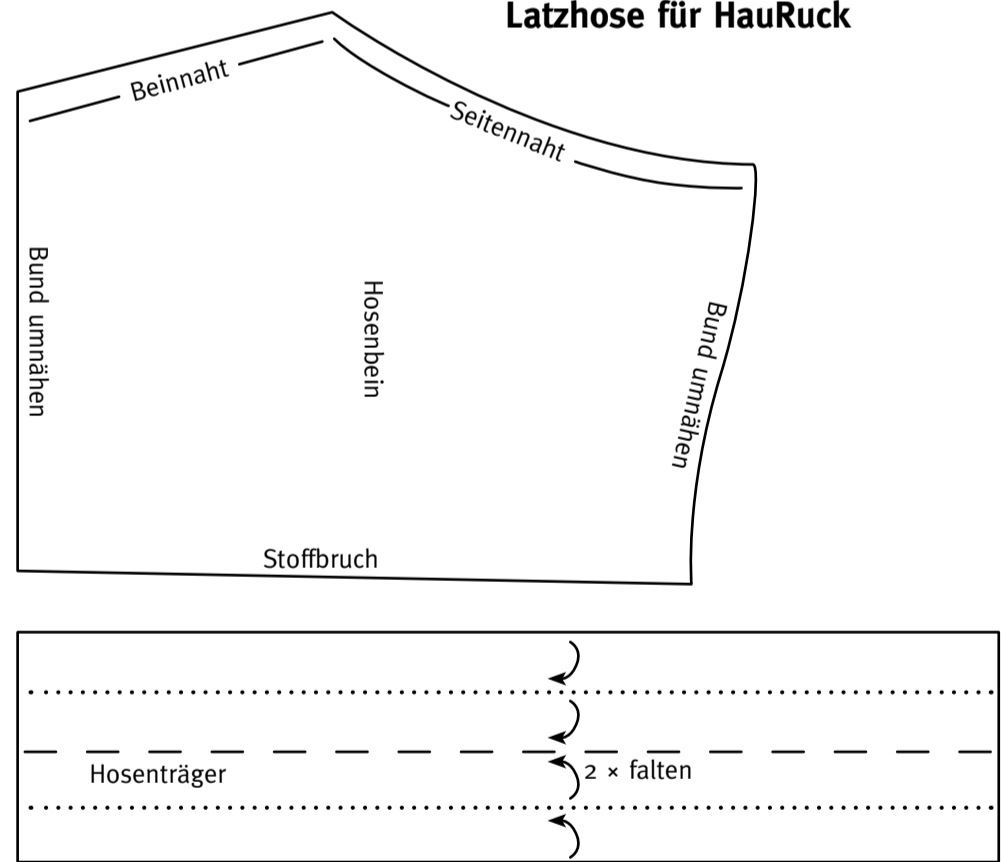 Latzhose für HauRuck
Beinnaht
Seitennaht
Bund umnähen
Hosenbein
Bund umnähen
Stoffbruch
Hosenträger
2 × falten